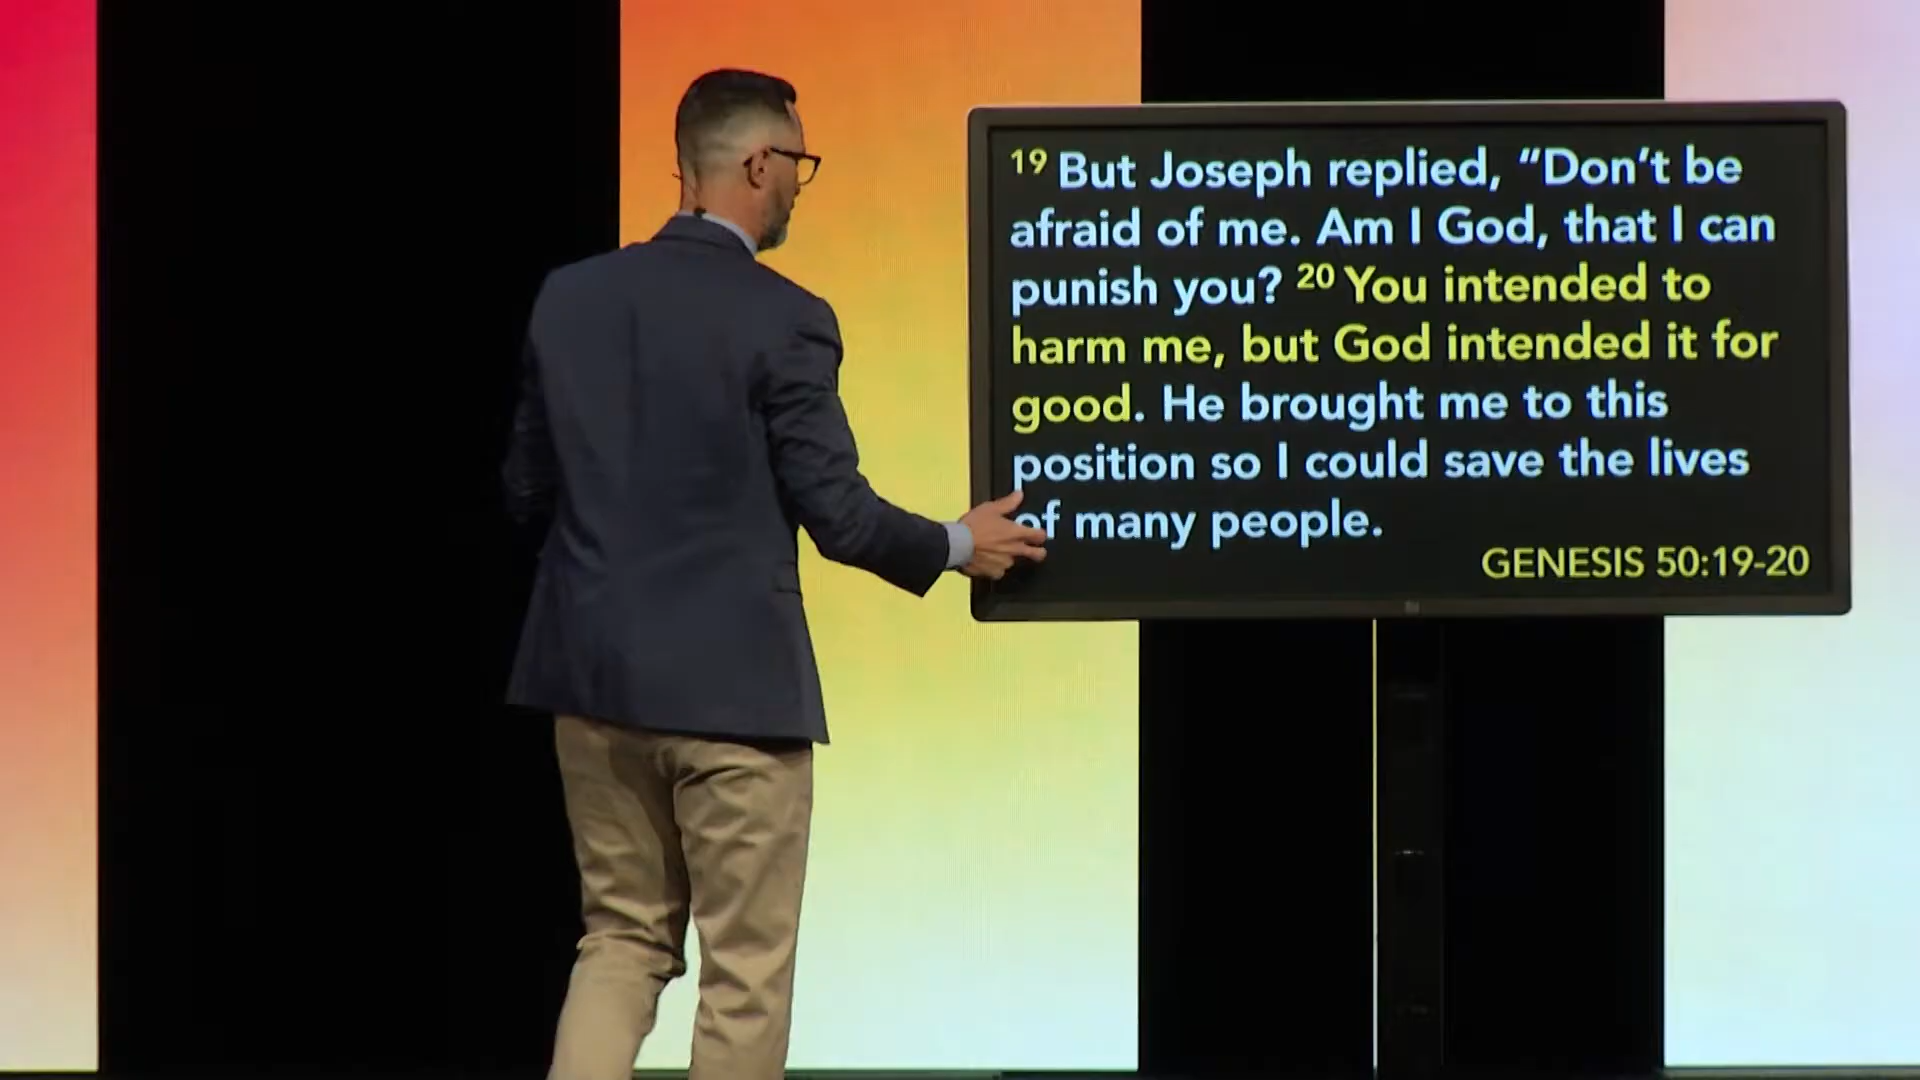 19 But Joseph replied, “Don’t be
afraid of me. Am I God, that I can
punish you? 20 You intended to
harm me, but God intended it for
good. He brought me to this
position so I could save the lives
of many people.
GENESIS 50:19-20